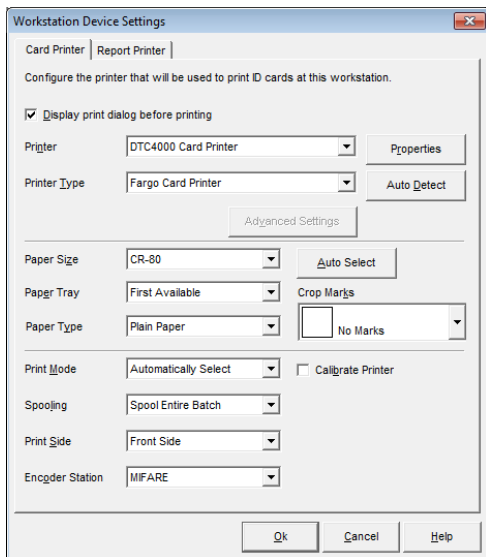 Workstation Device Settings
Card Printer Report Printer
Configure the printer that will be used to print ID cards at this workstation.
Display print dialog before printing
Printer DTC4000 Card Printer Properties
Printer Type Fargo Card Printer Auto Detect
Advanced Settings
Paper Size CR-80 Auto Select
Paper Tray First Available Crop Marks
Paper Type Plain Paper No Marks
Print Mode Automatically Select Calibrate Printer
Spooling Spool Entire Batch
Print Side Front Side
Encoder Station MIFARE
Ok Cancel Help